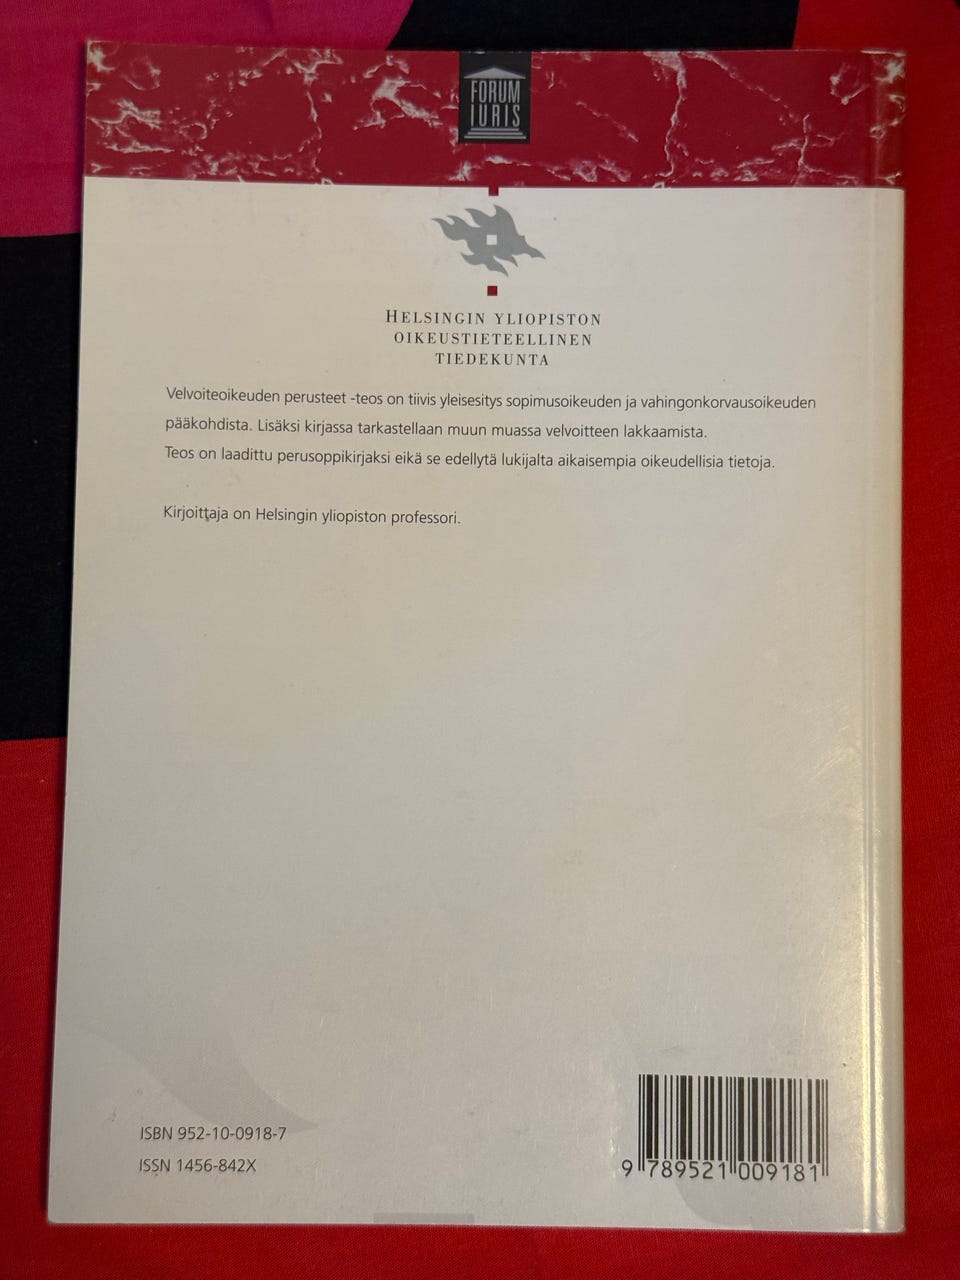 FORUM
IURIS
HELSINGIN YLIOPISTON
OIKEUSTIETEELLINEN
TIEDEKUNTA
Velvoiteoikeuden perusteet -teos on tiivis yleisesitys sopimusoikeuden ja vahingonkorvausoikeuden
pääkohdista. Lisäksi kirjassa tarkastellaan muun muassa velvoitteen lakkaamista.
Teos on laadittu perusoppikirjaksi eikä se edellytä lukijalta aikaisempia oikeudellisia tietoja.
Kirjoittaja on Helsingin yliopiston professori.
ISBN 952-10-0918-7
ISSN 1456-842X
9 789521 009181